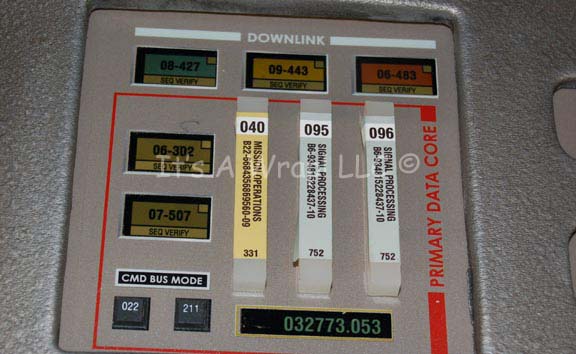 DOWNLINK
08-427
SEQ VERIFY
09-443
SEQ VERIFY
06-483
SEQ VERIFY
06-302
SEQ VERIFY
07-507
SEQ VERIFY
040
MISSION OPERATIONS
331
095
SIGNAL PROCESSING
752
096
SIGNAL PROCESSING
752
PRIMARY DATA CORE
CMD BUS MODE
022
211
032773.053
It's A Wrap LLC ©